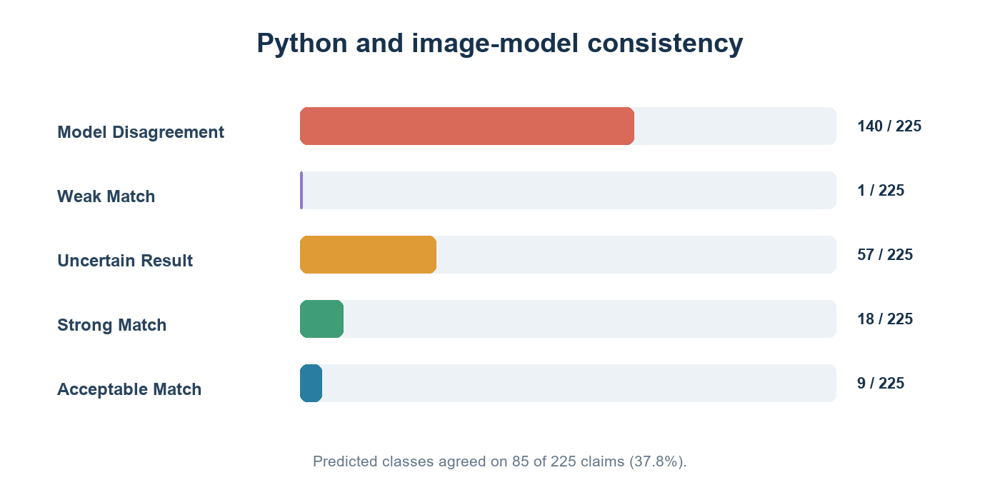 Python and image-model consistency
Model Disagreement 140 / 225
Weak Match 1 / 225
Uncertain Result 57 / 225
Strong Match 18 / 225
Acceptable Match 9 / 225
Predicted classes agreed on 85 of 225 claims (37.8%).